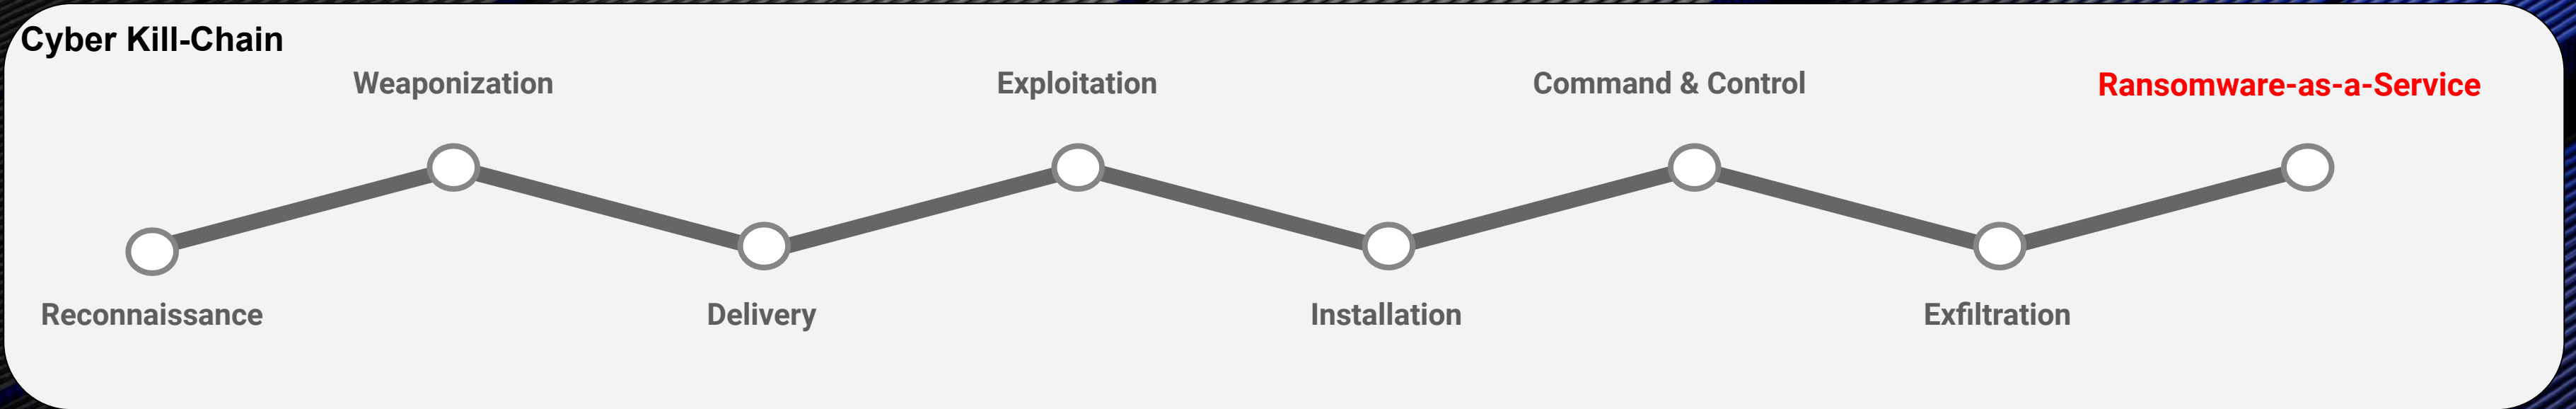 Cyber Kill-Chain
Weaponization
Exploitation
Command & Control
Ransomware-as-a-Service
Reconnaissance
Delivery
Installation
Exfiltration